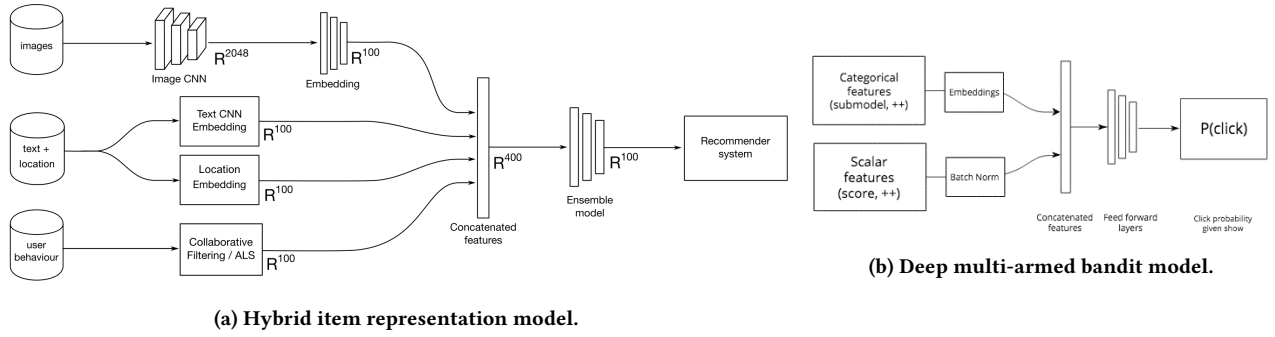 images
Image CNN
R2048
Embedding
R100
text +
location
Text CNN
Embedding
R100
Location
Embedding
R100
user
behaviour
Collaborative
Filtering / ALS
R100
Concatenated
features
R400
Ensemble
model
R100
Recommender
system
(a) Hybrid item representation model.
Categorical
features
(submodel, ++)
Embeddings
Scalar
features
(score, ++)
Batch Norm
Concatenated
features
Feed forward
layers
P(click)
Click probability
given show
(b) Deep multi-armed bandit model.